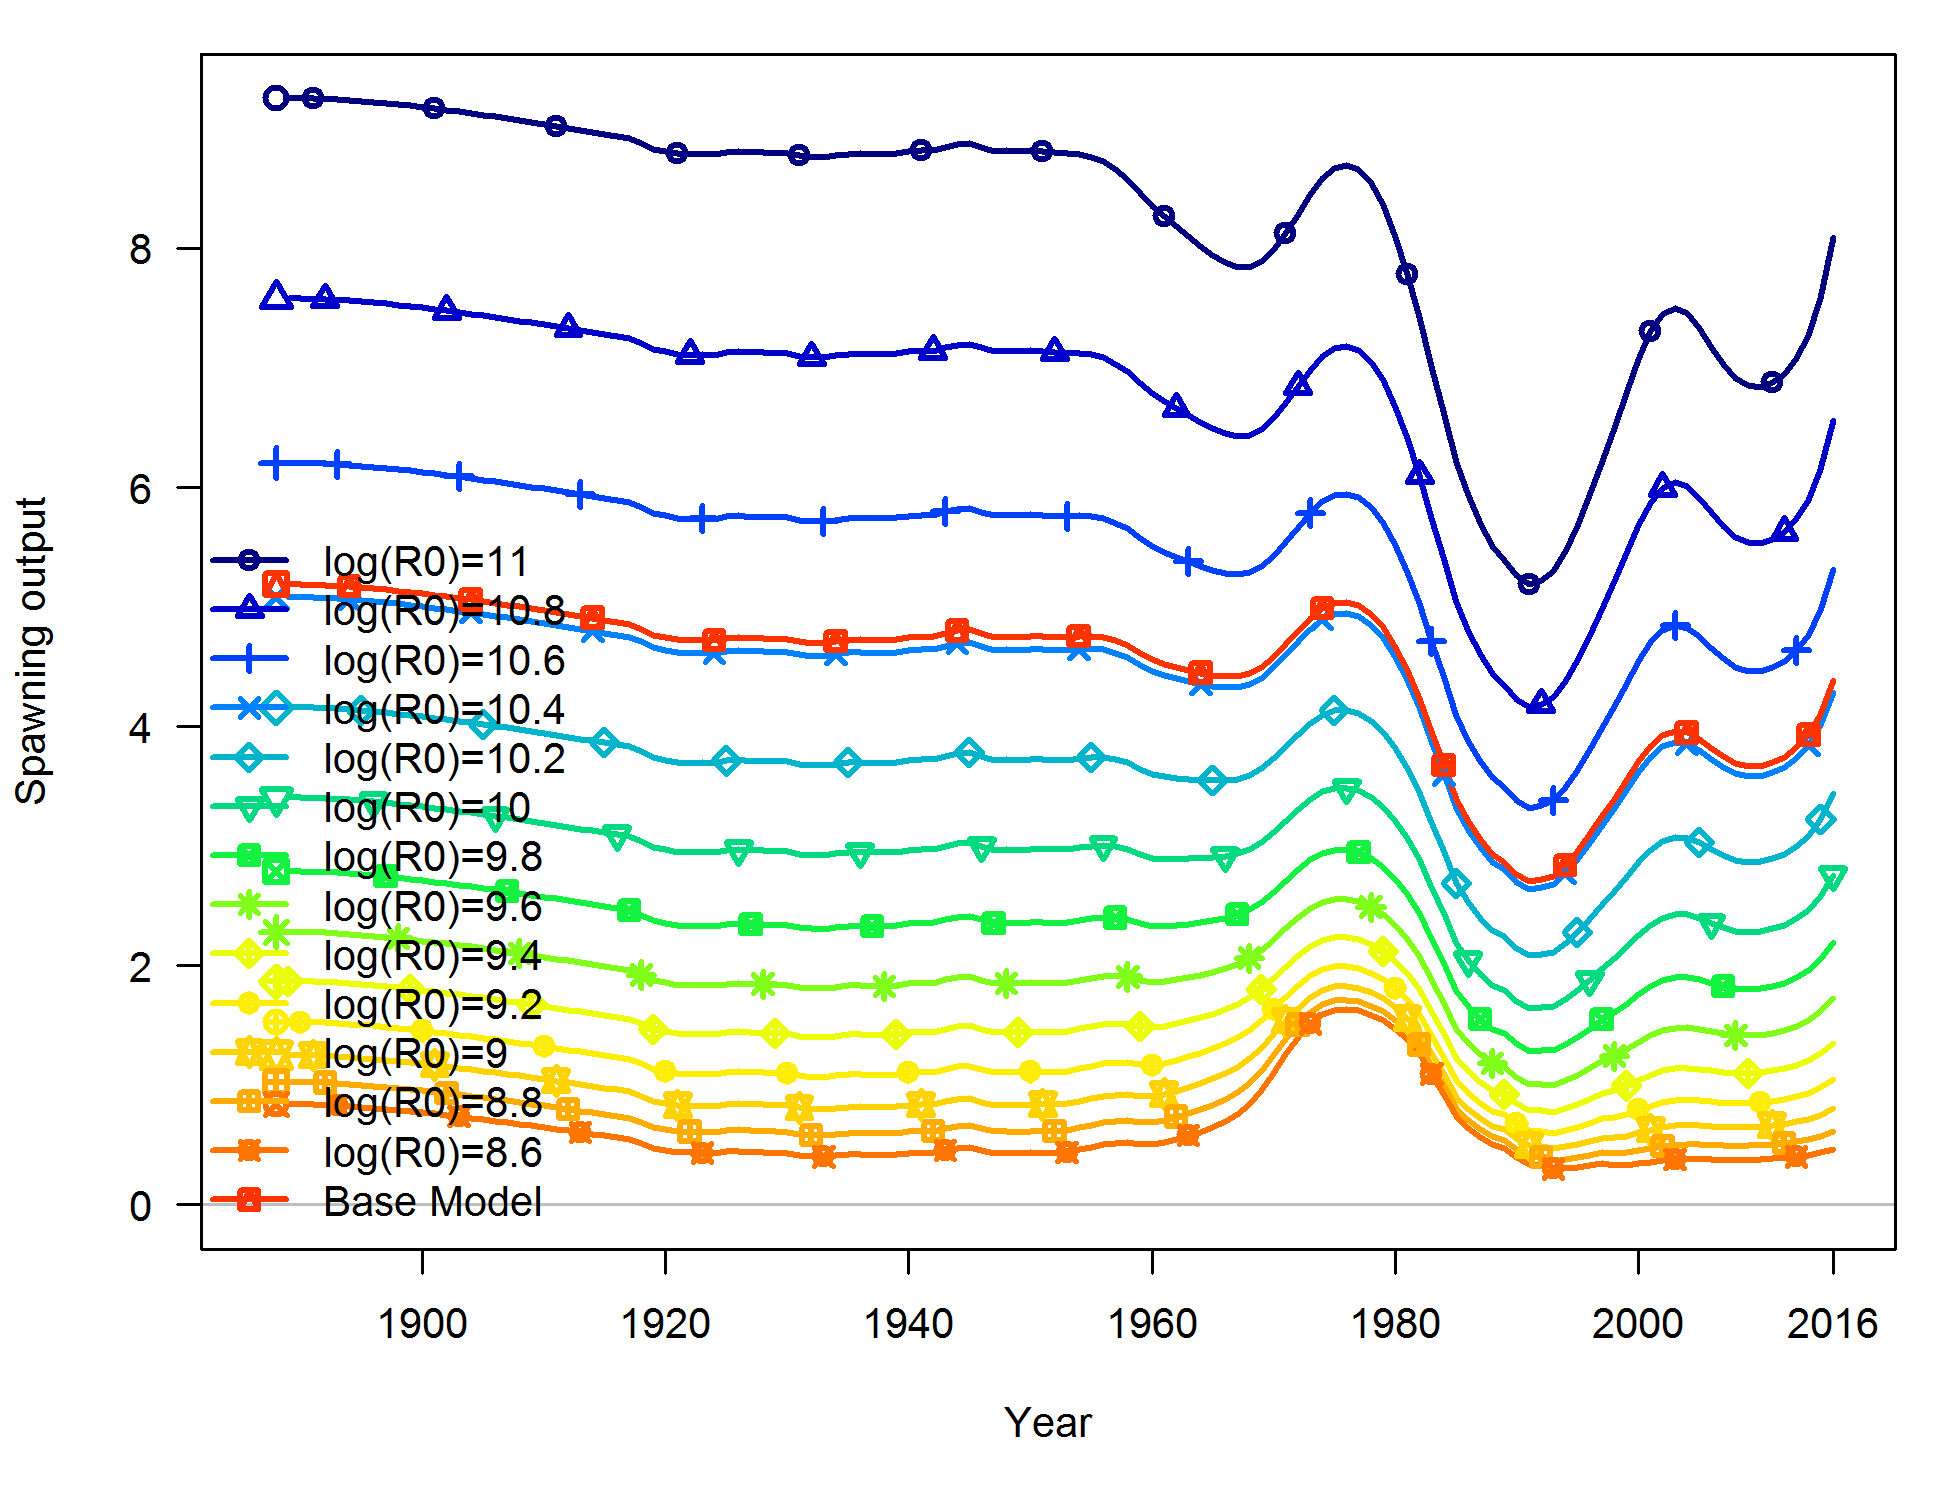 8
6
4
2
0
Spawning output
log(R0)=11
log(R0)=10.8
log(R0)=10.6
log(R0)=10.4
log(R0)=10.2
log(R0)=10
log(R0)=9.8
log(R0)=9.6
log(R0)=9.4
log(R0)=9.2
log(R0)=9
log(R0)=8.8
log(R0)=8.6
Base Model
1900 1920 1940 1960 1980 2000 2016
Year